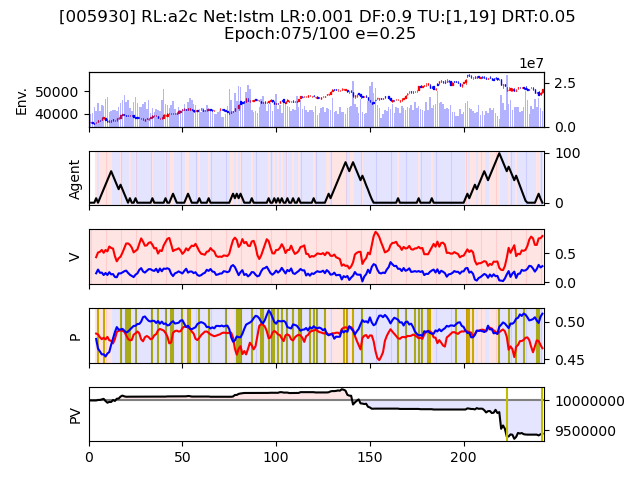 [005930] RL:a2c Net:lstm LR:0.001 DF:0.9 TU:[1,19] DRT:0.05
Epoch:075/100 e=0.25
1e7
Env.
50000
40000
2.5
0.0
Agent
100
0
V
0.5
0.0
P
0.50
0.45
PV
10000000
9500000
0
50
100
150
200